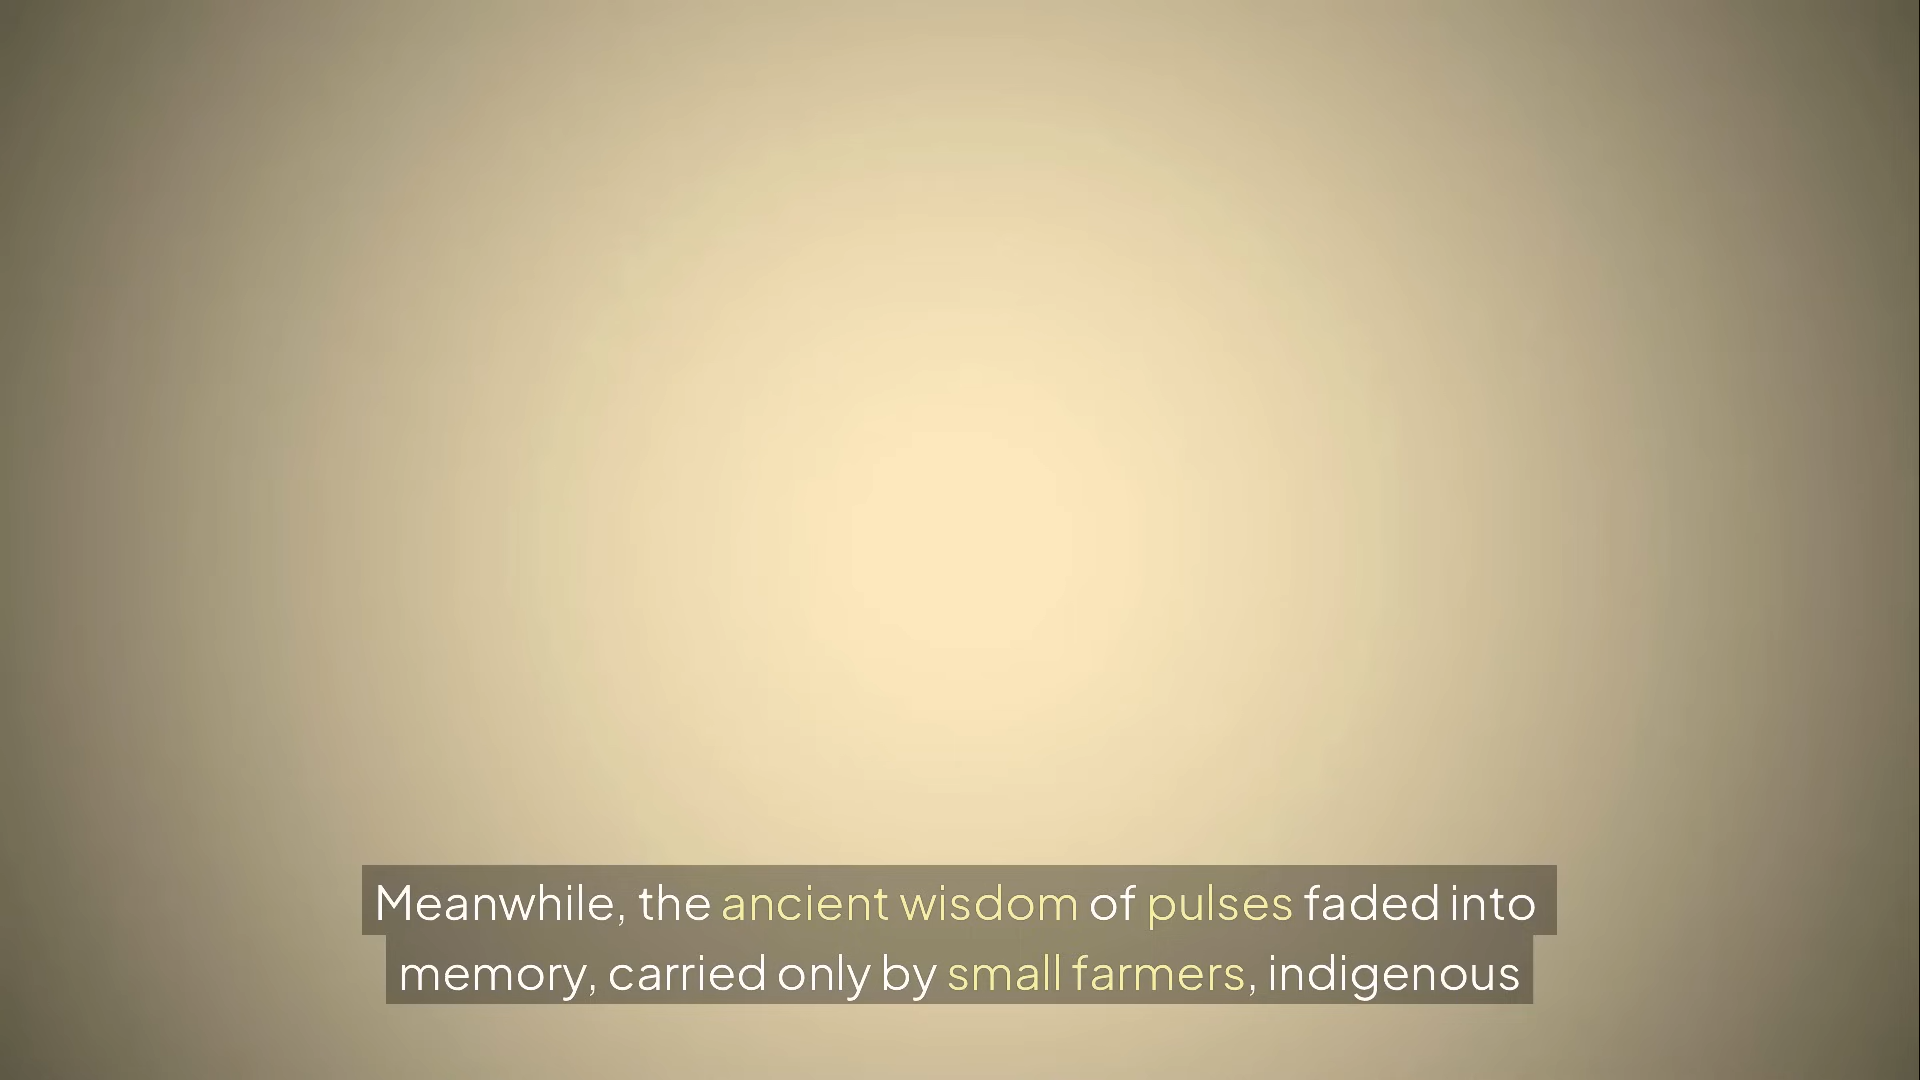 Meanwhile, the ancient wisdom of pulses faded into
memory, carried only by small farmers, indigenous